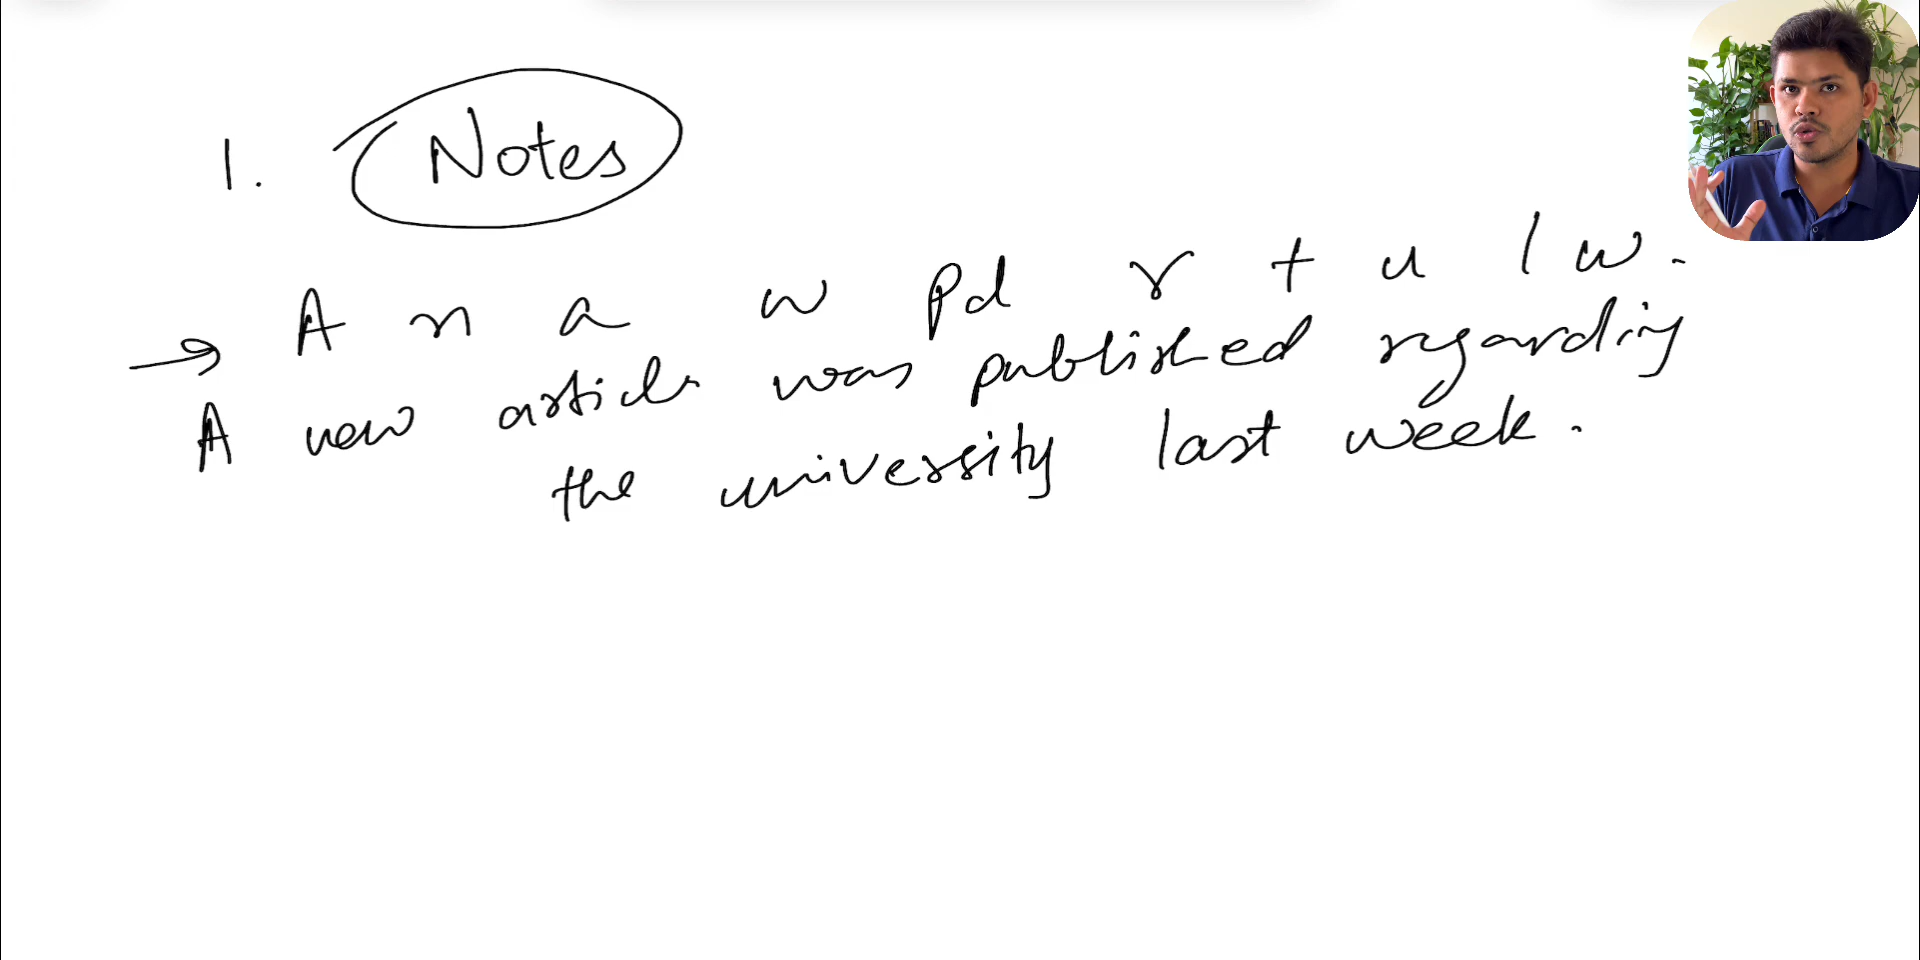 1. Notes
→ A n a w Pd r t u l w.
A new article was published regarding
the university last week.